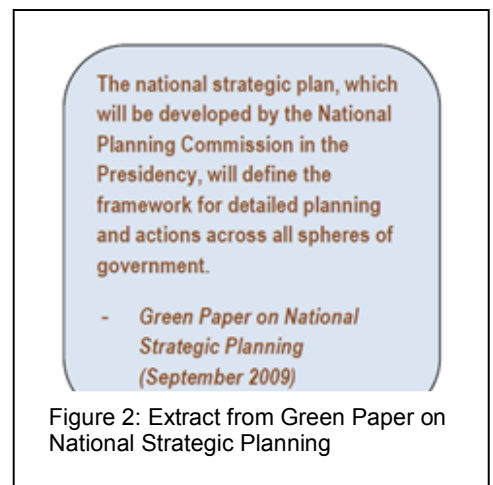 The national strategic plan, which
will be developed by the National
Planning Commission in the
Presidency, will define the
framework for detailed planning
and actions across all spheres of
government.
- Green Paper on National
Strategic Planning
(September 2009)
Figure 2: Extract from Green Paper on
National Strategic Planning